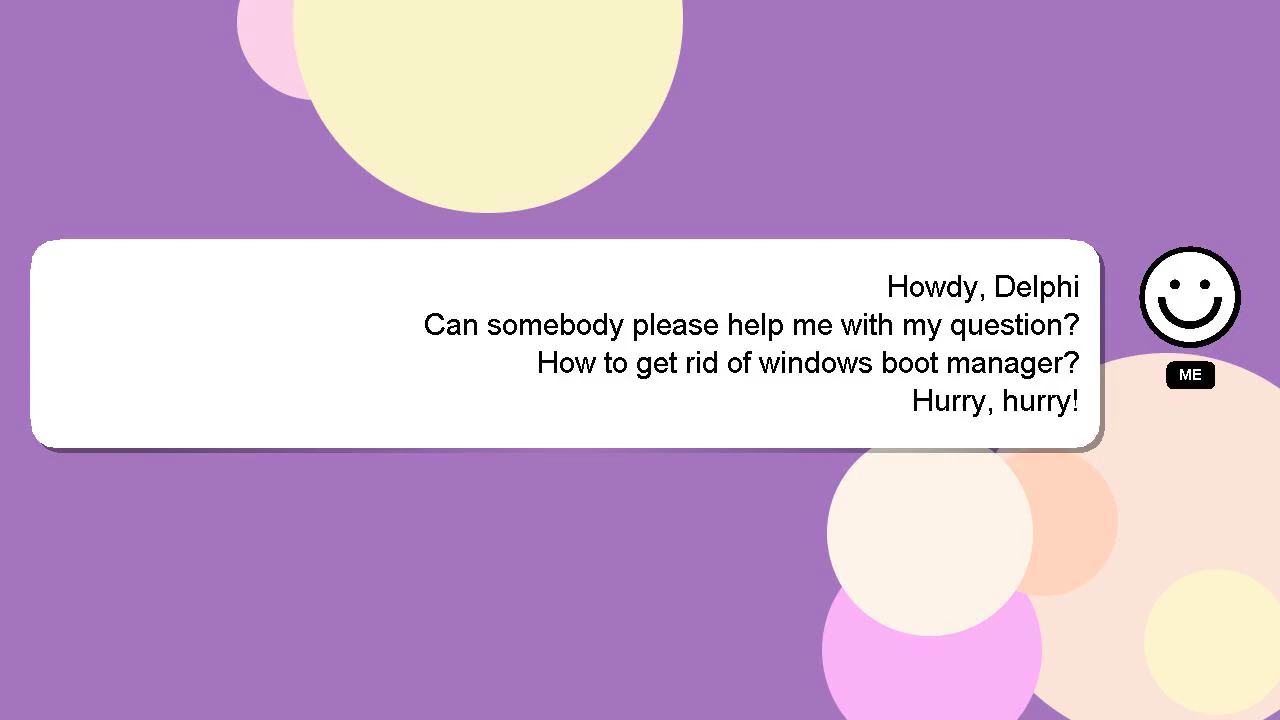 Howdy, Delphi
Can somebody please help me with my question?
How to get rid of windows boot manager?
Hurry, hurry!
ME